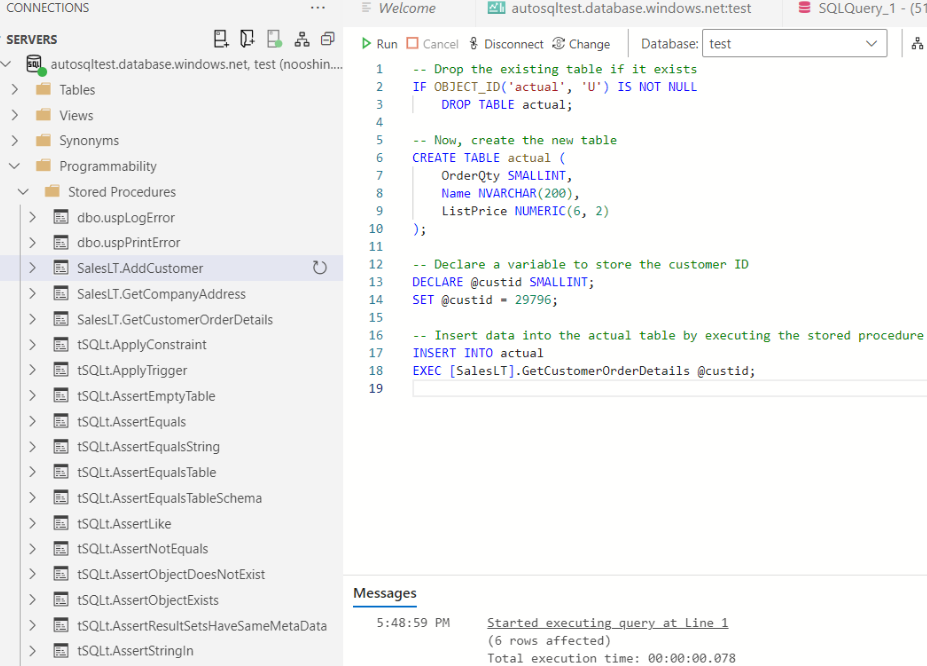 CONNECTIONS
SERVERS
autosqltest.database.windows.net, test (nooshin....
Tables
Views
Synonyms
Programmability
Stored Procedures
dbo.uspLogError
dbo.uspPrintError
SalesLT.AddCustomer
SalesLT.GetCompanyAddress
SalesLT.GetCustomerOrderDetails
tSQLt.ApplyConstraint
tSQLt.ApplyTrigger
tSQLt.AssertEmptyTable
tSQLt.AssertEquals
tSQLt.AssertEqualsString
tSQLt.AssertEqualsTable
tSQLt.AssertEqualsTableSchema
tSQLt.AssertLike
tSQLt.AssertNotEquals
tSQLt.AssertObjectDoesNotExist
tSQLt.AssertObjectExists
tSQLt.AssertResultSetsHaveSameMetaData
tSQLt.AssertStringIn
Welcome autosqltest.database.windows.net:test SQLQuery_1 - (51
Run Cancel Disconnect Change Database: test
1 -- Drop the existing table if it exists
2 IF OBJECT_ID('actual', 'U') IS NOT NULL
3 DROP TABLE actual;
4
5 -- Now, create the new table
6 CREATE TABLE actual (
7 OrderQty SMALLINT,
8 Name NVARCHAR(200),
9 ListPrice NUMERIC(6, 2)
10 );
11
12 -- Declare a variable to store the customer ID
13 DECLARE @custid SMALLINT;
14 SET @custid = 29796;
15
16 -- Insert data into the actual table by executing the stored procedure
17 INSERT INTO actual
18 EXEC [SalesLT].GetCustomerOrderDetails @custid;
19
Messages
5:48:59 PM Started executing query at Line 1
(6 rows affected)
Total execution time: 00:00:00.078